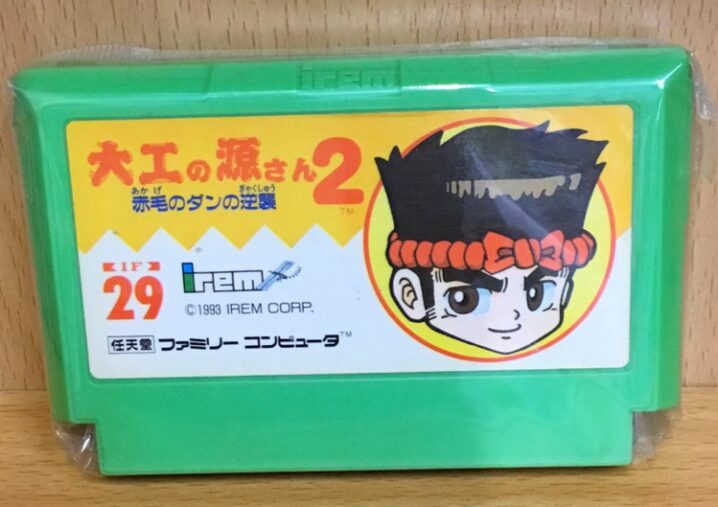 irem
大工の源さん2
TM
あかげ ぎゃくしゅう
赤毛のダンの逆襲
IF
29
irem
©1993 IREM CORP.
任天堂 ファミリー コンピュータ TM